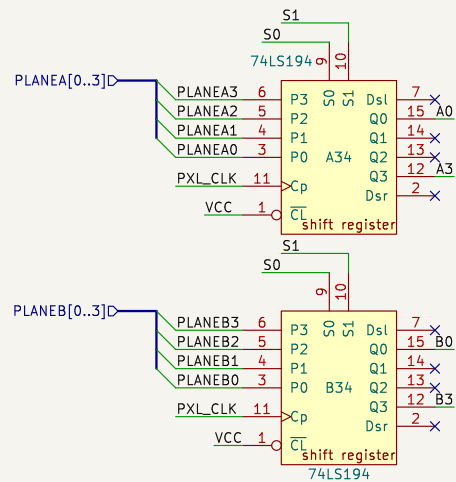 S1
S0
74LS194
9 10
PLANEA[0..3]
PLANEA3 6 P3 S0 S1 Dsl 7
PLANEA2 5 P2 Q0 15 A0
PLANEA1 4 P1 Q1 14
PLANEA0 3 P0 A34 Q2 13
Q3 12 A3
PXL_CLK 11 Cp Dsr 2
VCC 1 CL
shift register
S1
S0
9 10
PLANEB[0..3]
PLANEB3 6 P3 S0 S1 Dsl 7
PLANEB2 5 P2 Q0 15 B0
PLANEB1 4 P1 Q1 14
PLANEB0 3 P0 B34 Q2 13
Q3 12 B3
PXL_CLK 11 Cp Dsr 2
VCC 1 CL
shift register
74LS194